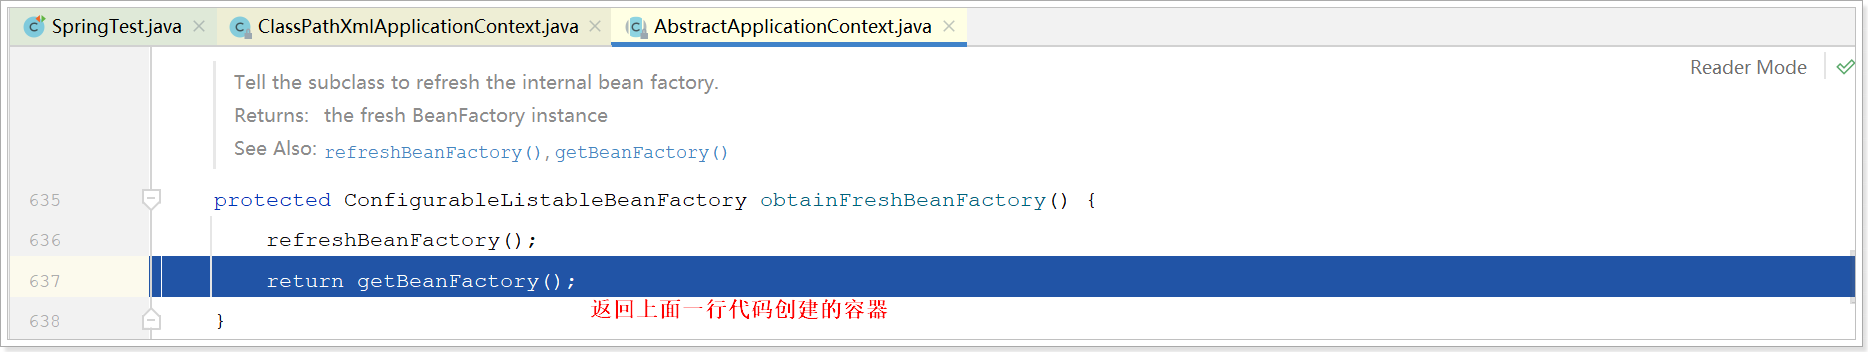 SpringTest.java ClassPathXmlApplicationContext.java AbstractApplicationContext.java
Reader Mode
Tell the subclass to refresh the internal bean factory.
Returns: the fresh BeanFactory instance
See Also: refreshBeanFactory(), getBeanFactory()
635 protected ConfigurableListableBeanFactory obtainFreshBeanFactory() {
636 refreshBeanFactory();
637 return getBeanFactory();
返回上面一行代码创建的容器
638 }